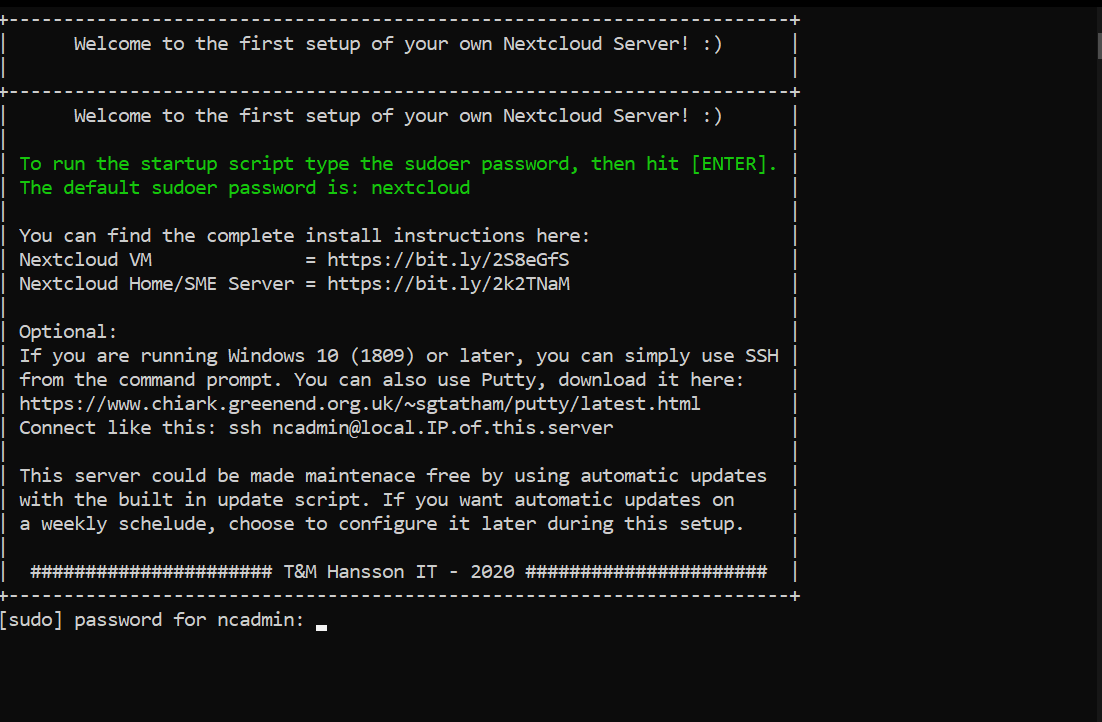 +-----------------------------------------------------------------------+
|      Welcome to the first setup of your own Nextcloud Server! :)      |
|                                                                       |
+-----------------------------------------------------------------------+
|      Welcome to the first setup of your own Nextcloud Server! :)      |
|                                                                       |
| To run the startup script type the sudoer password, then hit [ENTER]. |
| The default sudoer password is: nextcloud                             |
|                                                                       |
| You can find the complete install instructions here:                  |
| Nextcloud VM              = https://bit.ly/2S8eGfS                    |
| Nextcloud Home/SME Server = https://bit.ly/2k2TNaM                    |
|                                                                       |
| Optional:                                                             |
| If you are running Windows 10 (1809) or later, you can simply use SSH |
| from the command prompt. You can also use Putty, download it here:    |
| https://www.chiark.greenend.org.uk/~sgtatham/putty/latest.html        |
| Connect like this: ssh ncadmin@local.IP.of.this.server                |
|                                                                       |
| This server could be made maintenace free by using automatic updates  |
| with the built in update script. If you want automatic updates on     |
| a weekly schelude, choose to configure it later during this setup.    |
|                                                                       |
|  ###################### T&M Hansson IT - 2020 ######################  |
+-----------------------------------------------------------------------+
[sudo] password for ncadmin: